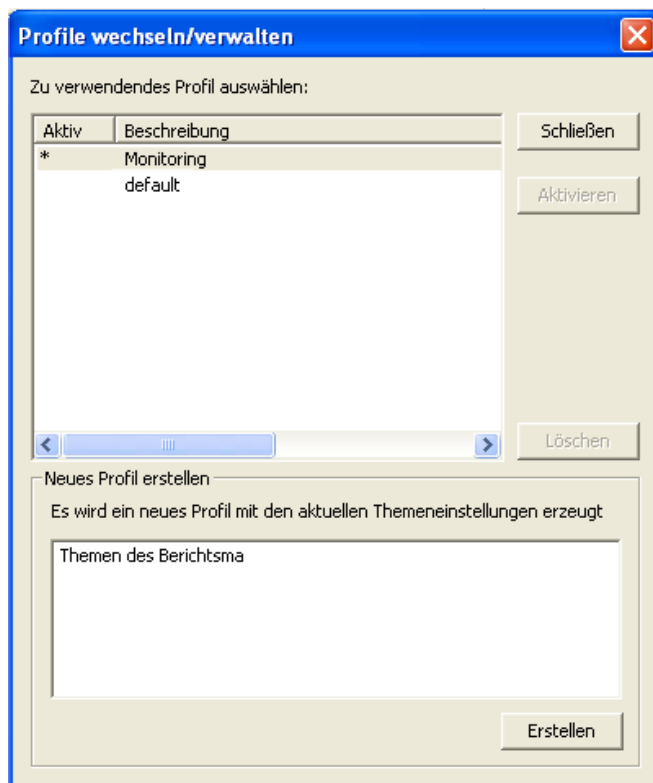 Profile wechseln/verwalten
Zu verwendendes Profil auswählen:
Aktiv Beschreibung
Schließen
* Monitoring
default
Aktivieren
Löschen
Neues Profil erstellen
Es wird ein neues Profil mit den aktuellen Themeneinstellungen erzeugt
Themen des Berichtsma
Erstellen